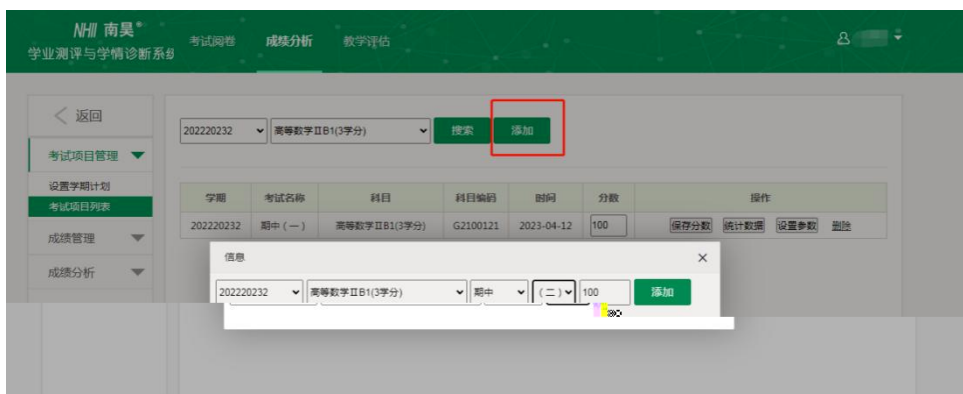 NHII 南昊
学业测评与学情诊断系统
考试阅卷 成绩分析 教学评估
返回
考试项目管理
设置学期计划
考试项目列表
成绩管理
成绩分析
202220232 高等数学ⅡB1(3学分) 搜索 添加
学期 考试名称 科目 科目编码 时间 分数 操作
202220232 期中 (一) 高等数学ⅡB1(3学分) G2100121 2023-04-12 100 保存分数 统计数据 设置参数 删除
信息
202220232 高等数学ⅡB1(3学分) 期中 (二) 100 添加